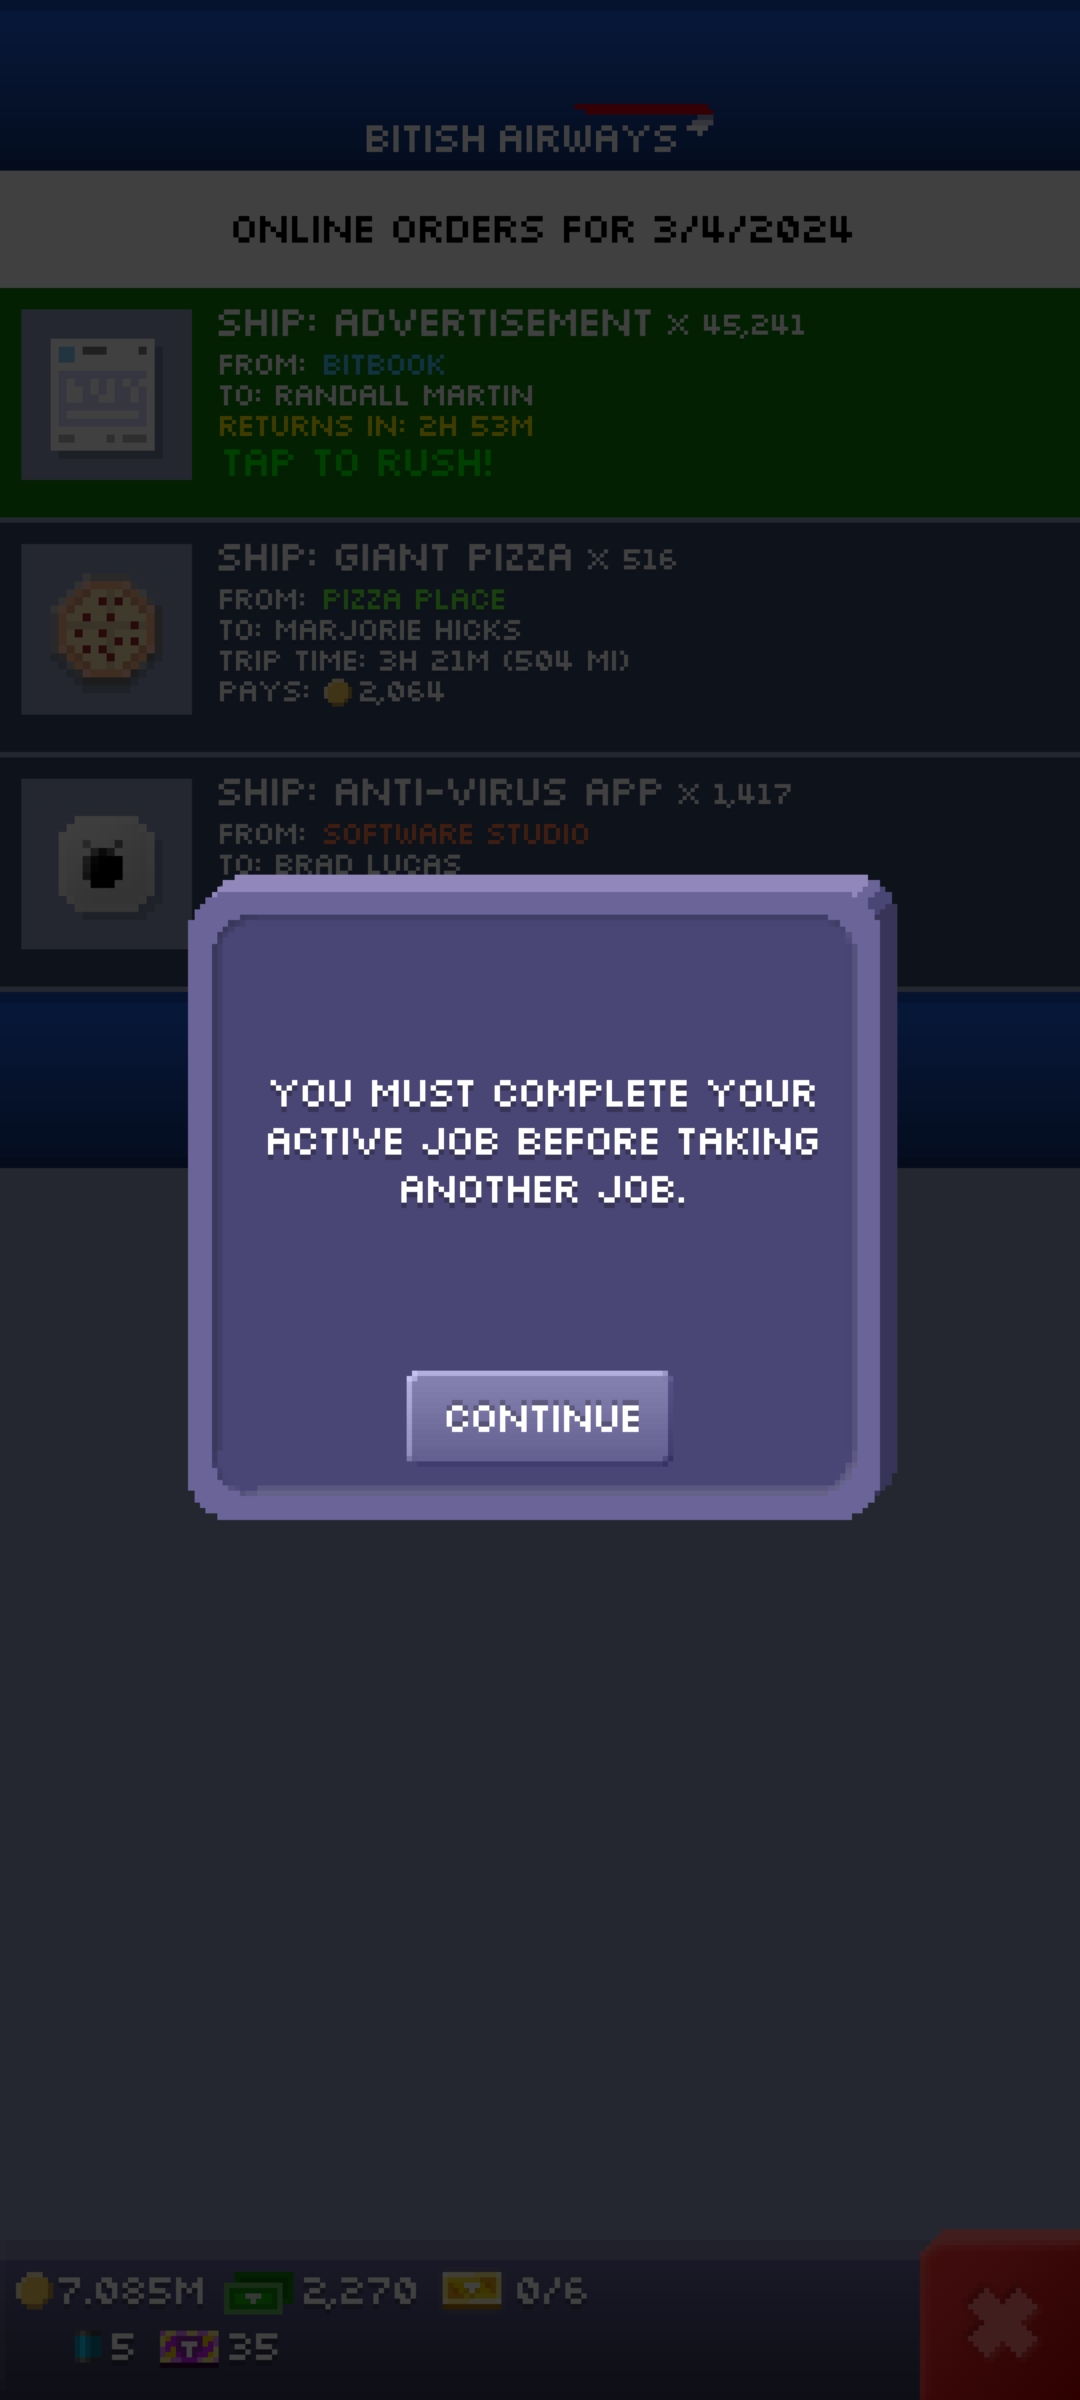 BITISH AIRWAYS
ONLINE ORDERS FOR 3/4/2024
SHIP: ADVERTISEMENT X 45,241
FROM: BITBOOK
TO: RANDALL MARTIN
RETURNS IN: 2H 53M
TAP TO RUSH!
SHIP: GIANT PIZZA X 516
FROM: PIZZA PLACE
TO: MARJORIE HICKS
TRIP TIME: 3H 21M (504 MI)
PAYS: 2,064
SHIP: ANTI-VIRUS APP X 1,417
FROM: SOFTWARE STUDIO
TO: BRAD LUCAS
YOU MUST COMPLETE YOUR
ACTIVE JOB BEFORE TAKING
ANOTHER JOB.
CONTINUE
7.085M 2,270 0/6
5 35